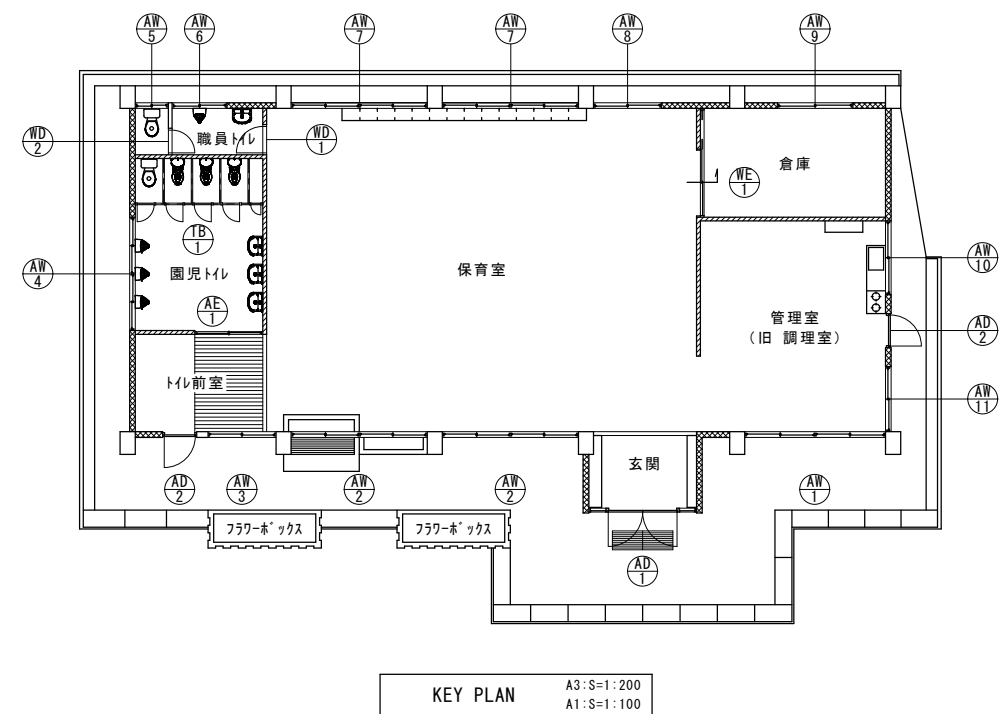 AW
5
AW
6
AW
7
AW
7
AW
8
AW
9
WD
2
職員トイレ
WD
1
倉庫
WE
1
TB
1
保育室
AW
10
AW
4
園児トイレ
AE
1
管理室
(旧 調理室)
AD
2
トイレ前室
AW
11
玄関
AD
2
AW
3
AW
2
AW
2
AW
1
フラワーボックス
フラワーボックス
AD
1
KEY PLAN
A3:S=1:200
A1:S=1:100